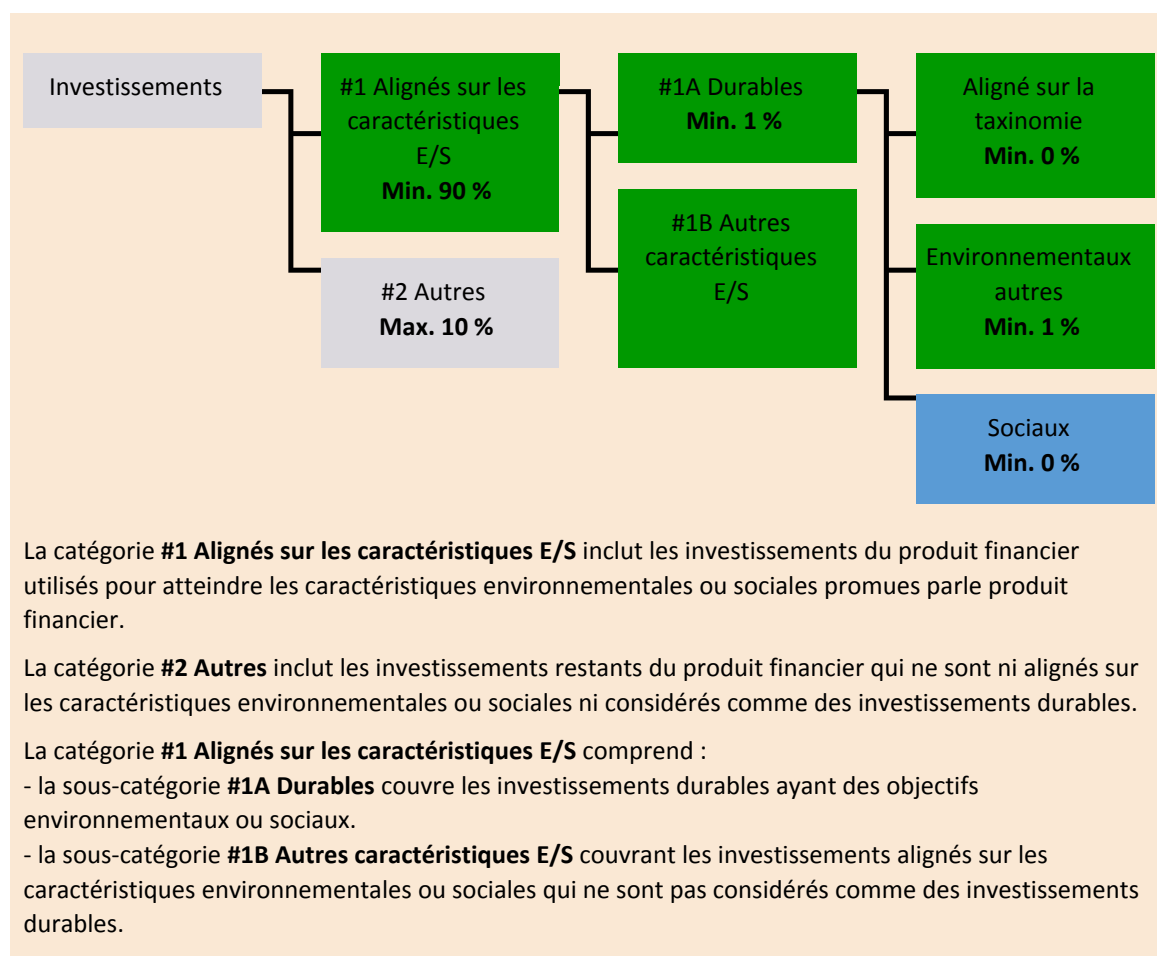 Investissements
#1 Alignés sur les
caractéristiques
E/S
Min. 90 %
#2 Autres
Max. 10 %
#1A Durables
Min. 1 %
#1B Autres
caractéristiques
E/S
Aligné sur la
taxinomie
Min. 0 %
Environnementaux
autres
Min. 1 %
Sociaux
Min. 0 %
La catégorie #1 Alignés sur les caractéristiques E/S inclut les investissements du produit financier
utilisés pour atteindre les caractéristiques environnementales ou sociales promues parle produit
financier.
La catégorie #2 Autres inclut les investissements restants du produit financier qui ne sont ni alignés sur
les caractéristiques environnementales ou sociales ni considérés comme des investissements durables.
La catégorie #1 Alignés sur les caractéristiques E/S comprend :
- la sous-catégorie #1A Durables couvre les investissements durables ayant des objectifs
environnementaux ou sociaux.
- la sous-catégorie #1B Autres caractéristiques E/S couvrant les investissements alignés sur les
caractéristiques environnementales ou sociales qui ne sont pas considérés comme des investissements
durables.